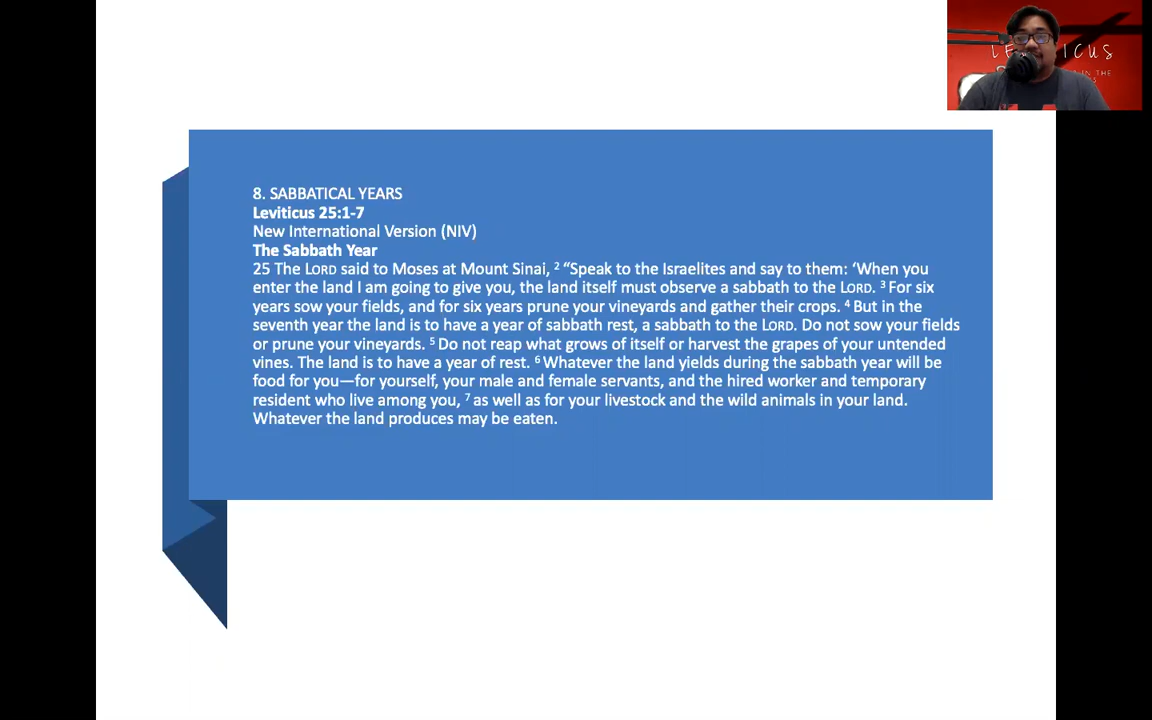 LE ICUS
IN THE
8. SABBATICAL YEARS
Leviticus 25:1-7
New International Version (NIV)
The Sabbath Year
25 The LORD said to Moses at Mount Sinai, 2 “Speak to the Israelites and say to them: ‘When you
enter the land I am going to give you, the land itself must observe a sabbath to the LORD. 3 For six
years sow your fields, and for six years prune your vineyards and gather their crops. 4 But in the
seventh year the land is to have a year of sabbath rest, a sabbath to the LORD. Do not sow your fields
or prune your vineyards. 5 Do not reap what grows of itself or harvest the grapes of your untended
vines. The land is to have a year of rest. 6 Whatever the land yields during the sabbath year will be
food for you—for yourself, your male and female servants, and the hired worker and temporary
resident who live among you, 7 as well as for your livestock and the wild animals in your land.
Whatever the land produces may be eaten.